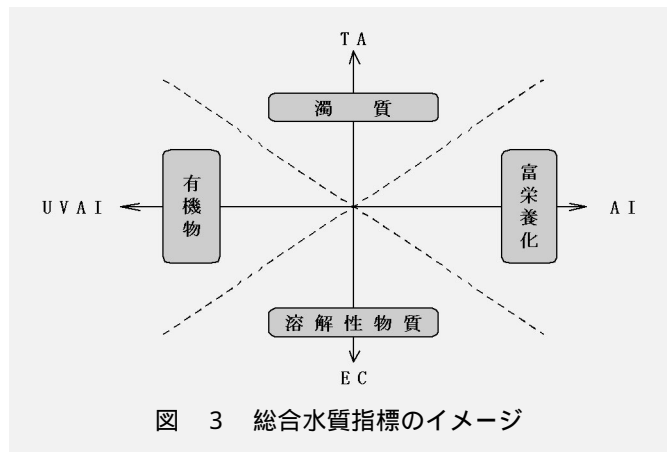 TA
濁質
有機物
富栄養化
UVAI
AI
溶解性物質
EC
図 3 総合水質指標のイメージ